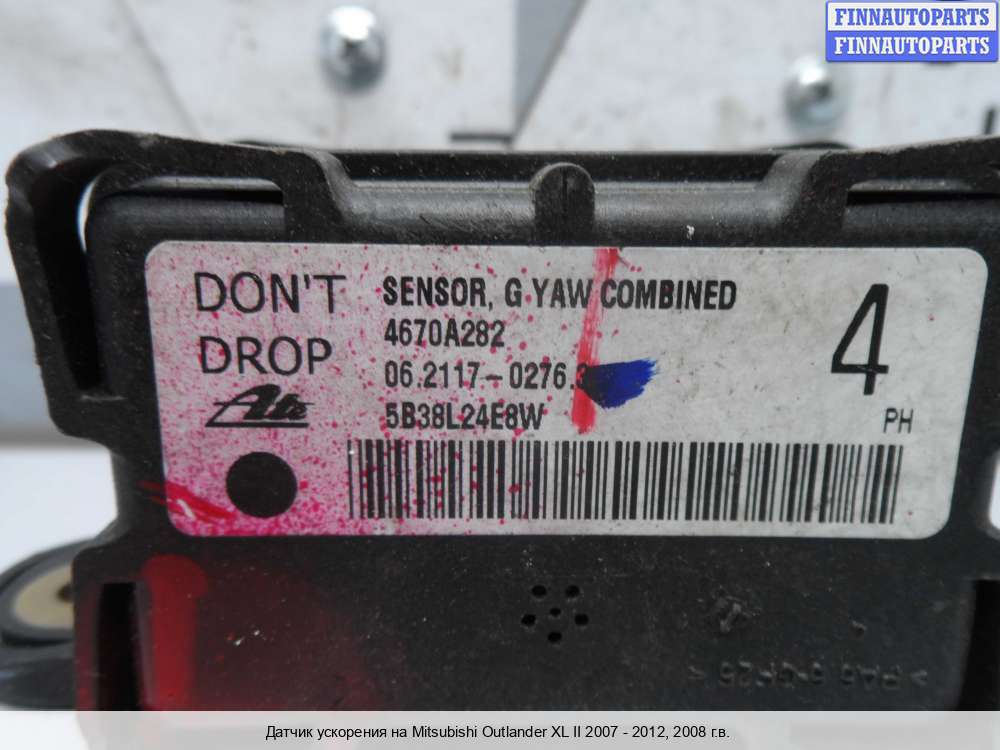 FINNAUTOPARTS
FINNAUTOPARTS
DON'T
DROP
Ate
SENSOR, G YAW COMBINED
4670A282
06.2117-0276.3
5B38L24E8W
4
PH
Датчик ускорения на Mitsubishi Outlander XL II 2007 - 2012, 2008 г.в.